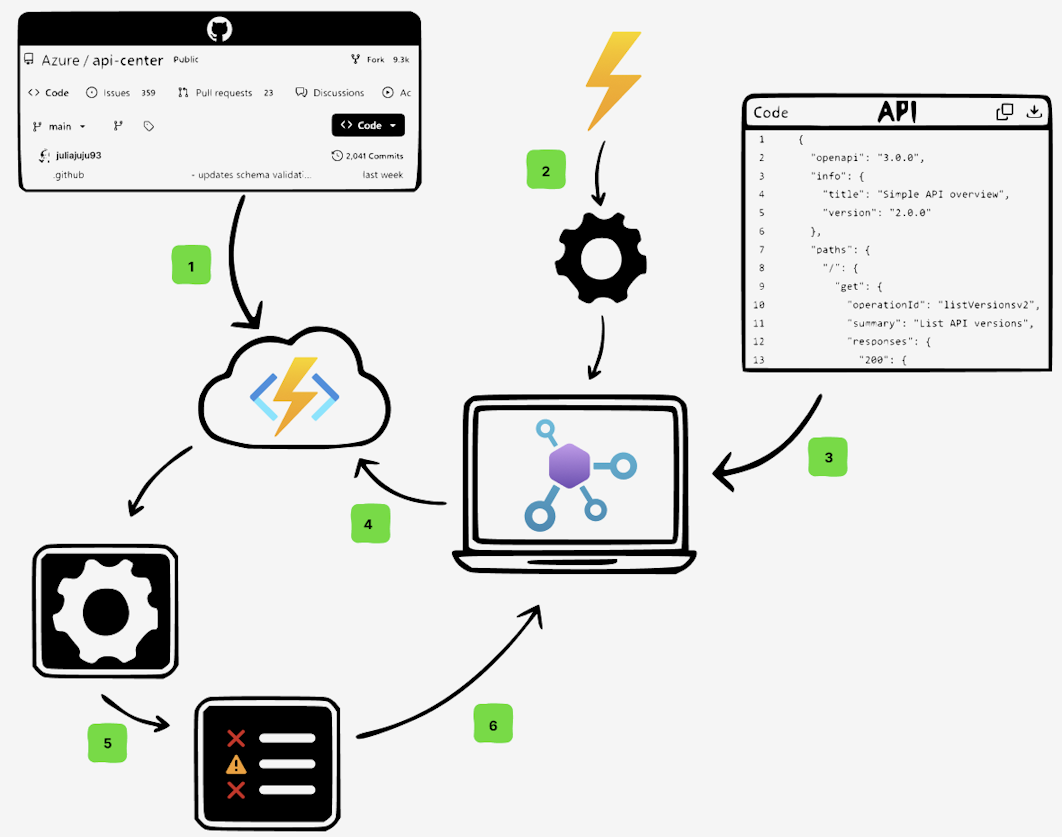 Azure / api-center Public Fork 9.3k
Code Issues 359 Pull requests 23 Discussions Ac
main Code
juliajuju93 2,041 Commits
.github - updates schema validati... last week
1
2
Code API
1 {
2 "openapi": "3.0.0",
3 "info": {
4 "title": "Simple API overview",
5 "version": "2.0.0"
6 },
7 "paths": {
8 "/": {
9 "get": {
10 "operationId": "listVersionsv2",
11 "summary": "List API versions",
12 "responses": {
13 "200": {
3
4
5
6